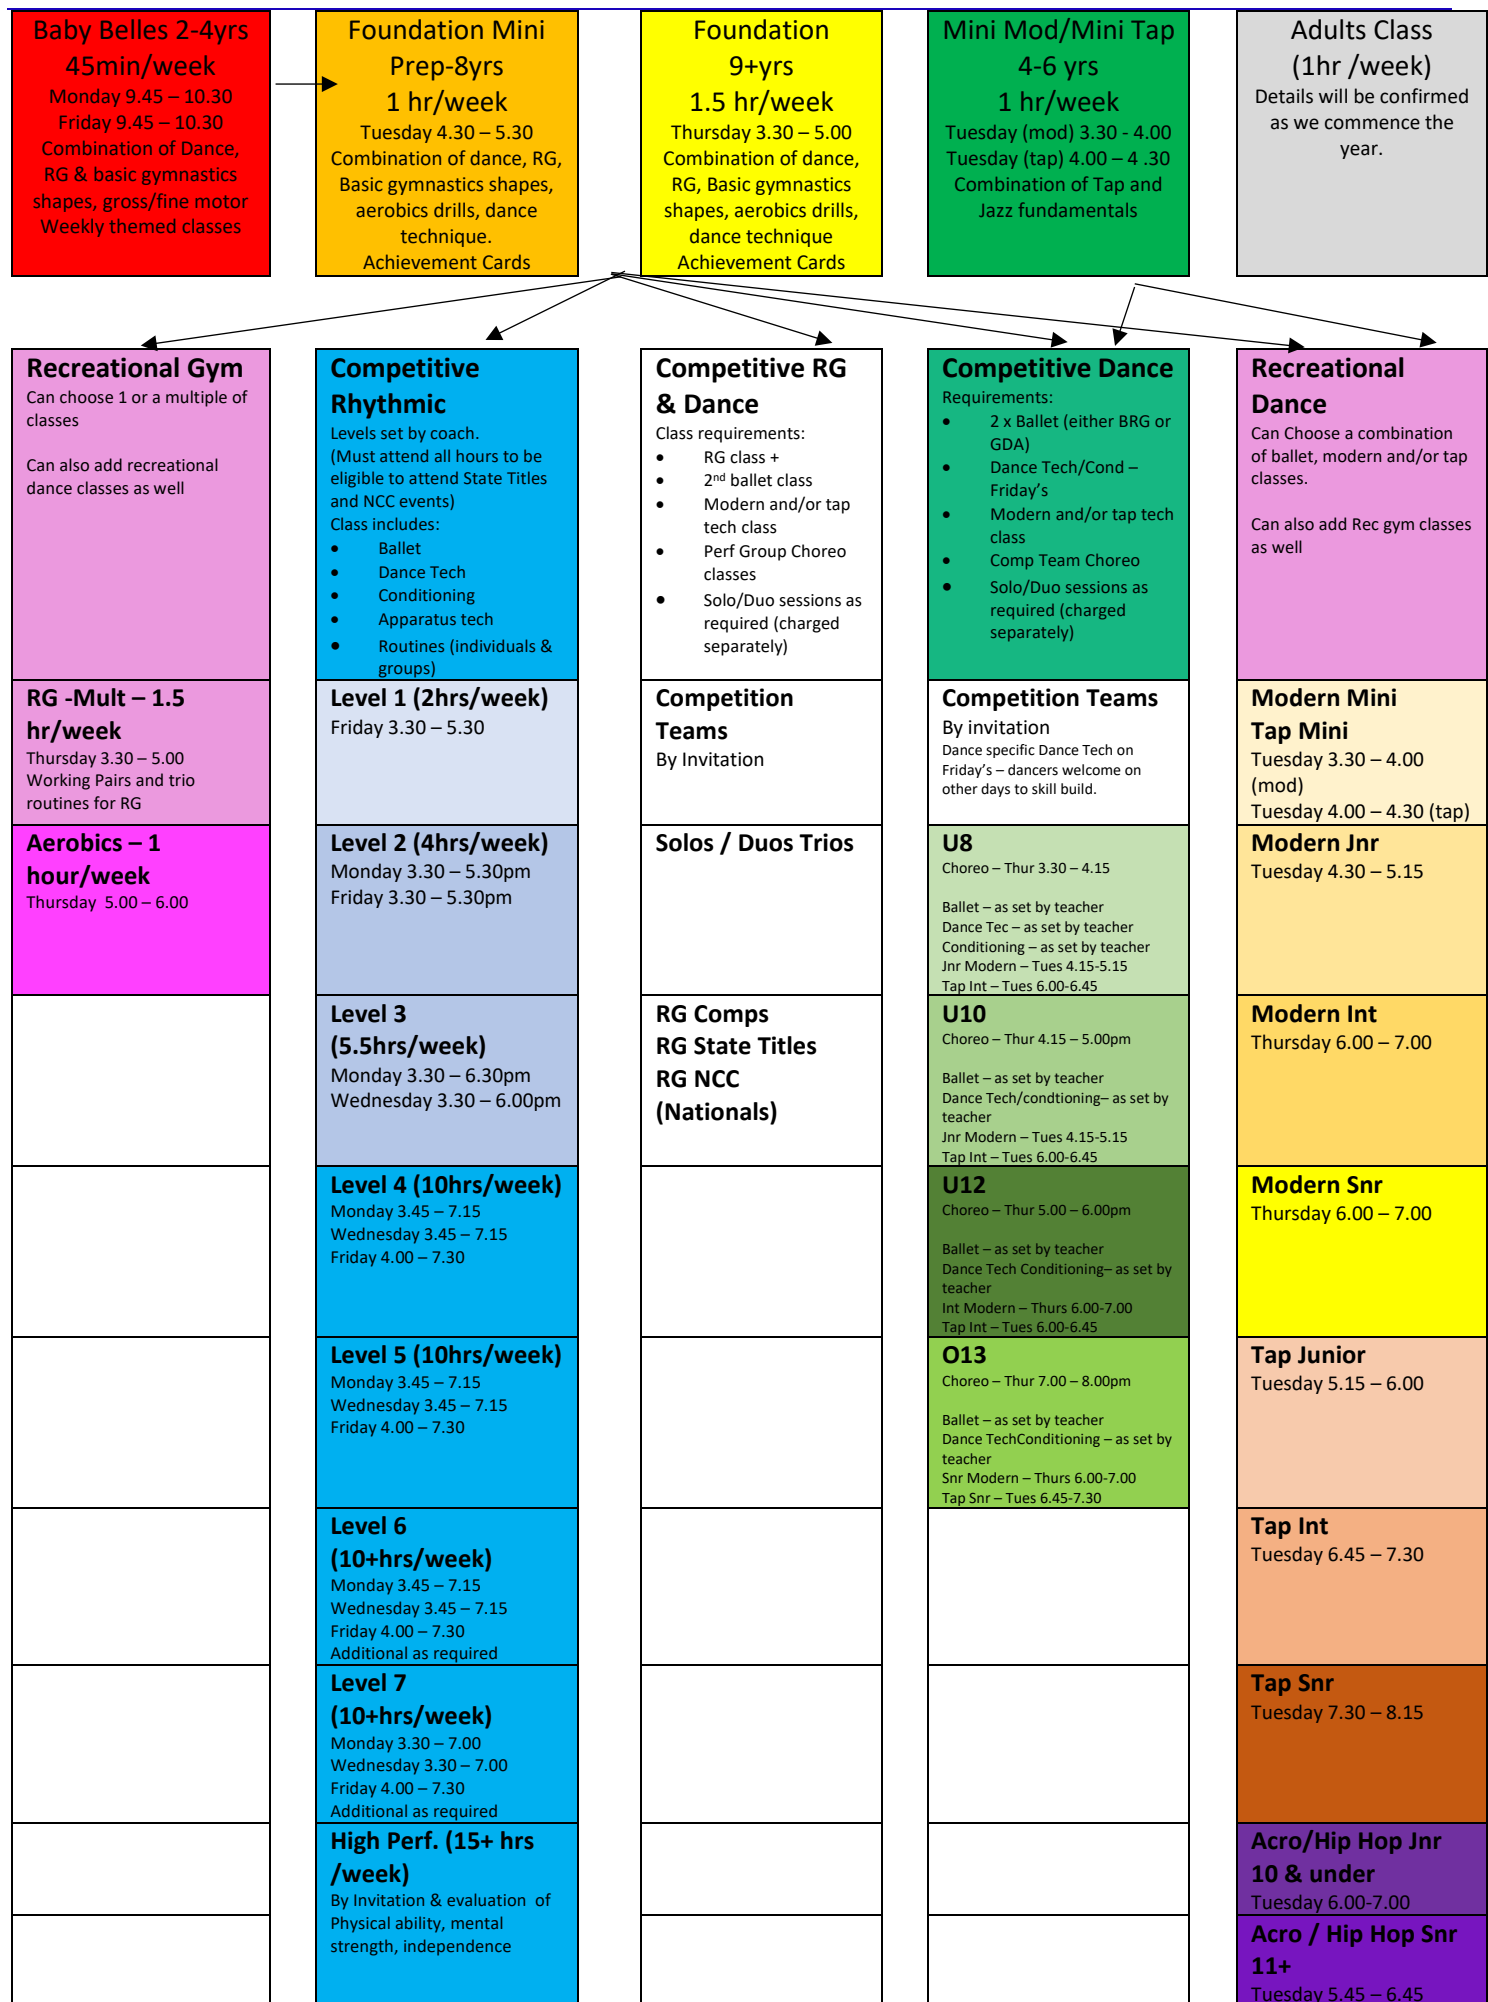 Baby Belles 2-4yrs
45min/week
Monday 9.45 – 10.30
Friday 9.45 – 10.30
Combination of Dance,
RG & basic gymnastics
shapes, gross/fine motor
Weekly themed classes
Foundation Mini
Prep-8yrs
1 hr/week
Tuesday 4.30 – 5.30
Combination of dance, RG,
Basic gymnastics shapes,
aerobics drills, dance
technique.
Achievement Cards
Foundation
9+yrs
1.5 hr/week
Thursday 3.30 – 5.00
Combination of dance,
RG, Basic gymnastics
shapes, aerobics drills,
dance technique
Achievement Cards
Mini Mod/Mini Tap
4-6 yrs
1 hr/week
Tuesday (mod) 3.30 - 4.00
Tuesday (tap) 4.00 – 4 .30
Combination of Tap and
Jazz fundamentals
Adults Class
(1hr /week)
Details will be confirmed
as we commence the
year.
Recreational Gym
Can choose 1 or a multiple of
classes
Can also add recreational
dance classes as well
RG -Mult – 1.5
hr/week
Thursday 3.30 – 5.00
Working Pairs and trio
routines for RG
Aerobics – 1
hour/week
Thursday  5.00 – 6.00
Competitive
Rhythmic
Levels set by coach.
(Must attend all hours to be
eligible to attend State Titles
and NCC events)
Class includes:
• Ballet
• Dance Tech
• Conditioning
• Apparatus tech
• Routines (individuals &
groups)
Level 1 (2hrs/week)
Friday 3.30 – 5.30
Level 2 (4hrs/week)
Monday 3.30 – 5.30pm
Friday 3.30 – 5.30pm
Level 3
(5.5hrs/week)
Monday 3.30 – 6.30pm
Wednesday 3.30 – 6.00pm
Level 4 (10hrs/week)
Monday 3.45 – 7.15
Wednesday 3.45 – 7.15
Friday 4.00 – 7.30
Level 5 (10hrs/week)
Monday 3.45 – 7.15
Wednesday 3.45 – 7.15
Friday 4.00 – 7.30
Level 6
(10+hrs/week)
Monday 3.45 – 7.15
Wednesday 3.45 – 7.15
Friday 4.00 – 7.30
Additional as required
Level 7
(10+hrs/week)
Monday 3.30 – 7.00
Wednesday 3.30 – 7.00
Friday 4.00 – 7.30
Additional as required
High Perf. (15+ hrs
/week)
By Invitation & evaluation  of
Physical ability, mental
strength, independence
Competitive RG
& Dance
Class requirements:
• RG class +
• 2nd ballet class
• Modern and/or tap
tech class
• Perf Group Choreo
classes
• Solo/Duo sessions as
required (charged
separately)
Competition
Teams
By Invitation
Solos / Duos Trios
RG Comps
RG State Titles
RG NCC
(Nationals)
Competitive Dance
Requirements:
• 2 x Ballet (either BRG or
GDA)
• Dance Tech/Cond –
Friday’s
• Modern and/or tap tech
class
• Comp Team Choreo
• Solo/Duo sessions as
required (charged
separately)
Competition Teams
By invitation
Dance specific Dance Tech on
Friday’s – dancers welcome on
other days to skill build.
U8
Choreo – Thur 3.30 – 4.15
Ballet – as set by teacher
Dance Tec – as set by teacher
Conditioning – as set by teacher
Jnr Modern – Tues 4.15-5.15
Tap Int – Tues 6.00-6.45
U10
Choreo – Thur 4.15 – 5.00pm
Ballet – as set by teacher
Dance Tech/condtioning– as set by
teacher
Jnr Modern – Tues 4.15-5.15
Tap Int – Tues 6.00-6.45
U12
Choreo – Thur 5.00 – 6.00pm
Ballet – as set by teacher
Dance Tech Conditioning– as set by
teacher
Int Modern – Thurs 6.00-7.00
Tap Int – Tues 6.00-6.45
O13
Choreo – Thur 7.00 – 8.00pm
Ballet – as set by teacher
Dance TechConditioning – as set by
teacher
Snr Modern – Thurs 6.00-7.00
Tap Snr – Tues 6.45-7.30
Recreational
Dance
Can Choose a combination
of ballet, modern and/or tap
classes.
Can also add Rec gym classes
as well
Modern Mini
Tap Mini
Tuesday 3.30 – 4.00
(mod)
Tuesday 4.00 – 4.30 (tap)
Modern Jnr
Tuesday 4.30 – 5.15
Modern Int
Thursday 6.00 – 7.00
Modern Snr
Thursday 6.00 – 7.00
Tap Junior
Tuesday 5.15 – 6.00
Tap Int
Tuesday 6.45 – 7.30
Tap Snr
Tuesday 7.30 – 8.15
Acro/Hip Hop Jnr
10 & under
Tuesday 6.00-7.00
Acro / Hip Hop Snr
11+
Tuesday 5.45 – 6.45